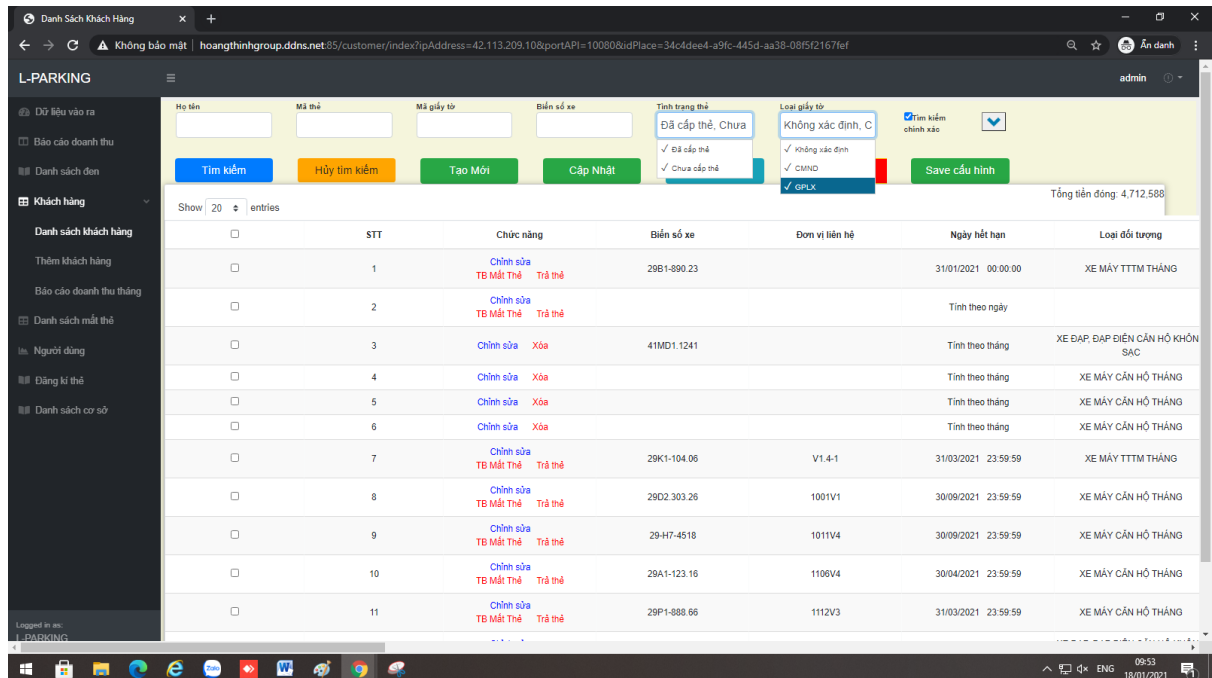 Danh Sách Khách Hàng
Không bảo mật | hoangthinhgroup.ddns.net:85/customer/index?ipAddress=42.113.209.10&portAPI=10080&idPlace=34c4dee4-a9fc-445d-aa38-08f5f2167fef
Ẩn danh
L-PARKING
admin
Dữ liệu vào ra
Báo cáo doanh thu
Danh sách đen
Khách hàng
Danh sách khách hàng
Thêm khách hàng
Báo cáo doanh thu tháng
Danh sách mất thẻ
Người dùng
Đăng kí thẻ
Danh sách cơ sở
Logged in as:
L-PARKING
Họ tên Mã thẻ Mã giấy tờ Biển số xe Tình trạng thẻ Loại giấy tờ
Đã cấp thẻ, Chưa Không xác định, C
Tìm kiếm chính xác
✓ Đã cấp thẻ
✓ Chưa cấp thẻ
✓ Không xác định
✓ CMND
✓ GPLX
Tìm kiếm Hủy tìm kiếm Tạo Mới Cập Nhật Save cấu hình
Tổng tiền đóng: 4,712,588
Show 20 entries
STT Chức năng Biển số xe Đơn vị liên hệ Ngày hết hạn Loại đối tượng
1 Chỉnh sửa TB Mất Thẻ Trả thẻ 29B1-890.23 31/01/2021 00:00:00 XE MÁY TTTM THÁNG
2 Chỉnh sửa TB Mất Thẻ Trả thẻ Tính theo ngày
3 Chỉnh sửa Xóa 41MD1.1241 Tính theo tháng XE ĐẠP, ĐẠP ĐIỆN CĂN HỘ KHÔN SẠC
4 Chỉnh sửa Xóa Tính theo tháng XE MÁY CĂN HỘ THÁNG
5 Chỉnh sửa Xóa Tính theo tháng XE MÁY CĂN HỘ THÁNG
6 Chỉnh sửa Xóa Tính theo tháng XE MÁY CĂN HỘ THÁNG
7 Chỉnh sửa TB Mất Thẻ Trả thẻ 29K1-104.06 V1.4-1 31/03/2021 23:59:59 XE MÁY TTTM THÁNG
8 Chỉnh sửa TB Mất Thẻ Trả thẻ 29D2.303.26 1001V1 30/09/2021 23:59:59 XE MÁY CĂN HỘ THÁNG
9 Chỉnh sửa TB Mất Thẻ Trả thẻ 29-H7-4518 1011V4 30/09/2021 23:59:59 XE MÁY CĂN HỘ THÁNG
10 Chỉnh sửa TB Mất Thẻ Trả thẻ 29A1-123.16 1106V4 30/04/2021 23:59:59 XE MÁY CĂN HỘ THÁNG
11 Chỉnh sửa TB Mất Thẻ Trả thẻ 29P1-888.66 1112V3 31/03/2021 23:59:59 XE MÁY CĂN HỘ THÁNG
Zalo
ENG
09:53
18/01/2021